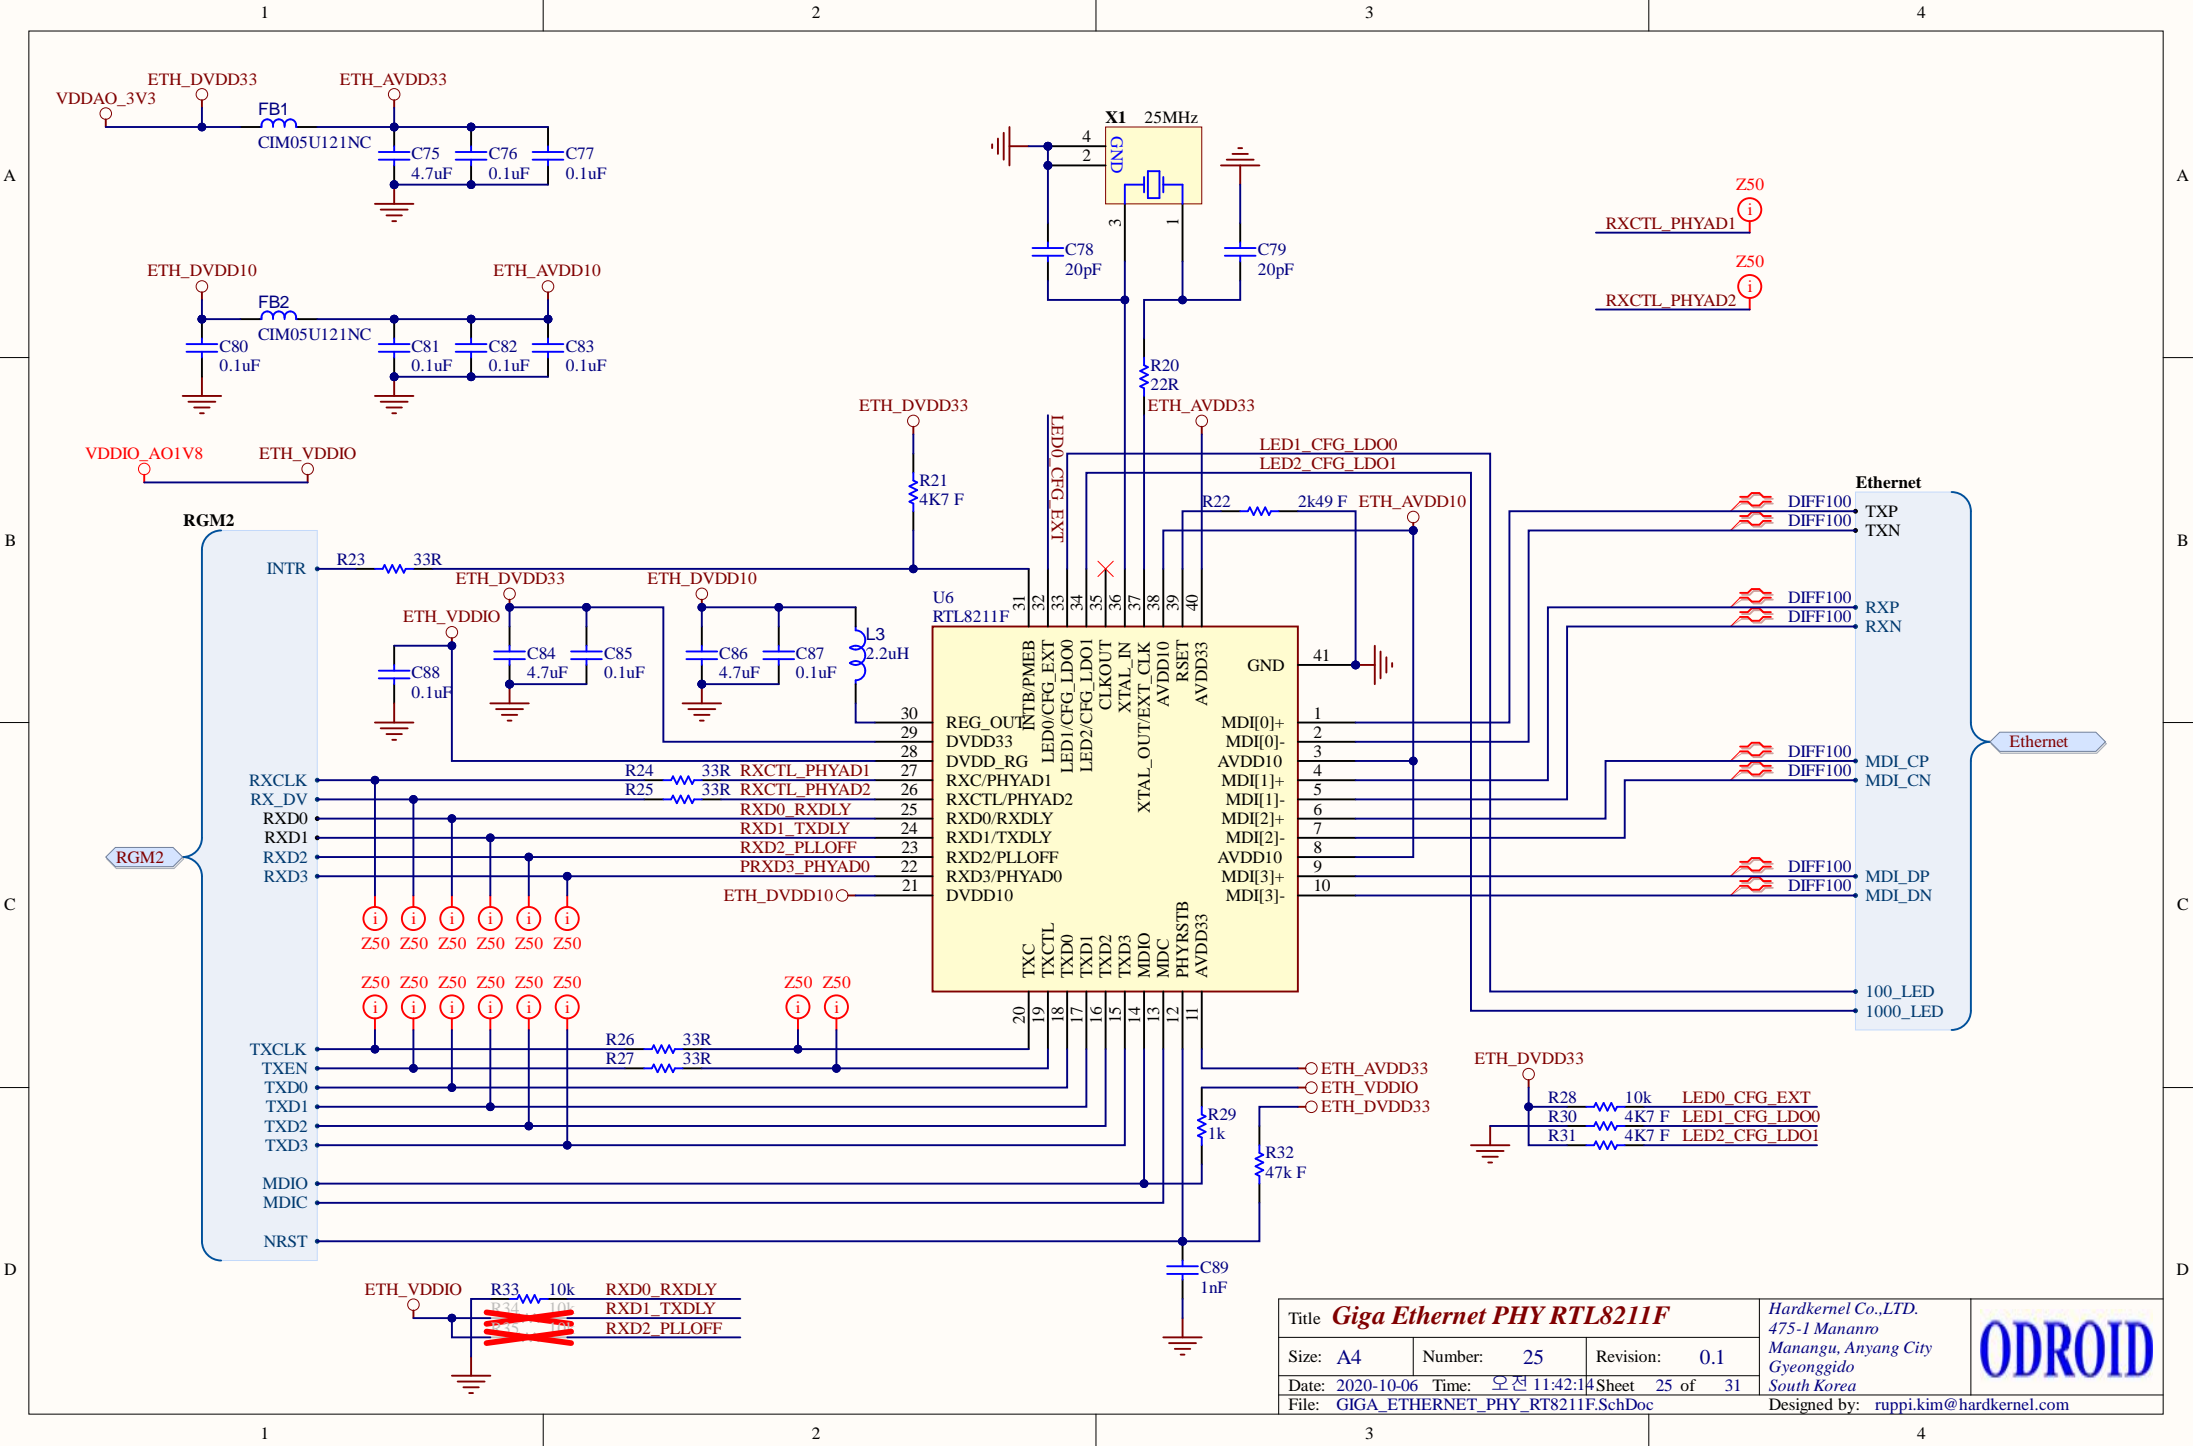 1 2 3 4
A
A
B
B
C
C
D
D
1 2 3 4
VDDAO_3V3
ETH_DVDD33
ETH_AVDD33
FB1
CIM05U121NC
C75
4.7uF
C76
0.1uF
C77
0.1uF
ETH_DVDD10
ETH_AVDD10
FB2
CIM05U121NC
C80
0.1uF
C81
0.1uF
C82
0.1uF
C83
0.1uF
VDDIO_AO1V8
ETH_VDDIO
X1 25MHz
4
2
GND
3
1
C78
20pF
C79
20pF
R20
22R
Z50
i
RXCTL_PHYAD1
Z50
i
RXCTL_PHYAD2
ETH_DVDD33
R21
4K7 F
LED0_CFG_EXT
ETH_AVDD33
LED1_CFG_LDO0
LED2_CFG_LDO1
R22 2k49 F
ETH_AVDD10
RGM2
INTR
R23 33R
ETH_DVDD33
ETH_DVDD10
ETH_VDDIO
C84
4.7uF
C85
0.1uF
C86
4.7uF
C87
0.1uF
L3
2.2uH
C88
0.1uF
U6
RTL8211F
31 32 33 34 35 36 37 38 39 40
INTB/PMEB
LED0/CFG_EXT
LED1/CFG_LDO0
LED2/CFG_LDO1
CLKOUT
XTAL_IN
XTAL_OUT/EXT_CLK
AVDD10
RSET
AVDD33
30 REG_OUT
29 DVDD33
28 DVDD_RG
27 RXC/PHYAD1
26 RXCTL/PHYAD2
25 RXD0/RXDLY
24 RXD1/TXDLY
23 RXD2/PLLOFF
22 RXD3/PHYAD0
21 DVDD10
GND 41
MDI[0]+ 1
MDI[0]- 2
AVDD10 3
MDI[1]+ 4
MDI[1]- 5
MDI[2]+ 6
MDI[2]- 7
AVDD10 8
MDI[3]+ 9
MDI[3]- 10
TXC
TXCTL
TXD0
TXD1
TXD2
TXD3
MDIO
MDC
PHYRSTB
AVDD33
20 19 18 17 16 15 14 13 12 11
RXCLK
RX_DV
RXD0
RXD1
RXD2
RXD3
R24 33R RXCTL_PHYAD1
R25 33R RXCTL_PHYAD2
RXD0_RXDLY
RXD1_TXDLY
RXD2_PLLOFF
PRXD3_PHYAD0
ETH_DVDD10
RGM2
i i i i i i
Z50 Z50 Z50 Z50 Z50 Z50
Z50 Z50 Z50 Z50 Z50 Z50
i i i i i i
Z50 Z50
i i
TXCLK
TXEN
TXD0
TXD1
TXD2
TXD3
MDIO
MDIC
NRST
R26 33R
R27 33R
ETH_AVDD33
ETH_VDDIO
ETH_DVDD33
R29
1k
R32
47k F
C89
1nF
Ethernet
DIFF100 TXP
DIFF100 TXN
DIFF100 RXP
DIFF100 RXN
DIFF100 MDI_CP
DIFF100 MDI_CN
DIFF100 MDI_DP
DIFF100 MDI_DN
100_LED
1000_LED
Ethernet
ETH_DVDD33
R28 10k LED0_CFG_EXT
R30 4K7 F LED1_CFG_LDO0
R31 4K7 F LED2_CFG_LDO1
ETH_VDDIO
R33 10k RXD0_RXDLY
R34 10k RXD1_TXDLY
RXD2_PLLOFF
Title Giga Ethernet PHY RTL8211F
Size: A4 Number: 25 Revision: 0.1
Date: 2020-10-06 Time: 오전 11:42:14 Sheet 25 of 31
File: GIGA_ETHERNET_PHY_RT8211F.SchDoc
Hardkernel Co.,LTD.
475-1 Mananro
Manangu, Anyang City
Gyeonggido
South Korea
Designed by: ruppi.kim@hardkernel.com
ODROID